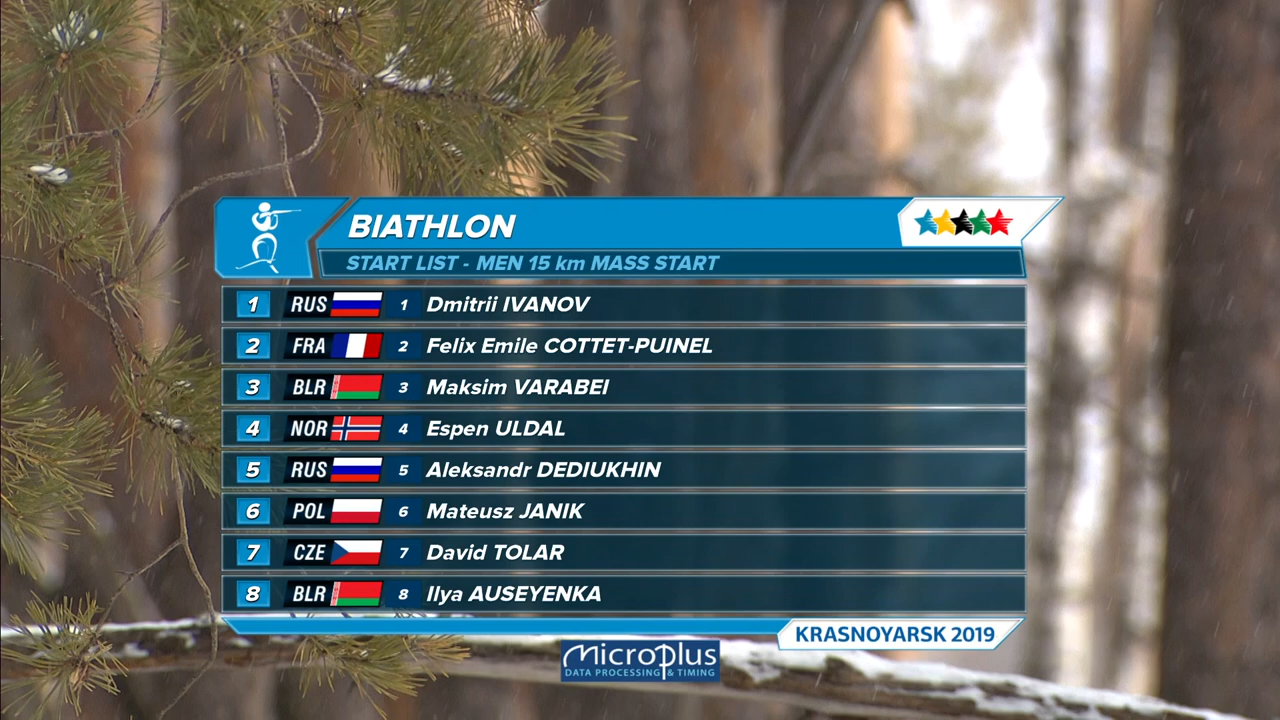 BIATHLON
START LIST - MEN 15 km MASS START
1 RUS 1 Dmitrii IVANOV
2 FRA 2 Felix Emile COTTET-PUINEL
3 BLR 3 Maksim VARABEI
4 NOR 4 Espen ULDAL
5 RUS 5 Aleksandr DEDIUKHIN
6 POL 6 Mateusz JANIK
7 CZE 7 David TOLAR
8 BLR 8 Ilya AUSEYENKA
KRASNOYARSK 2019
Microplus
DATA PROCESSING & TIMING